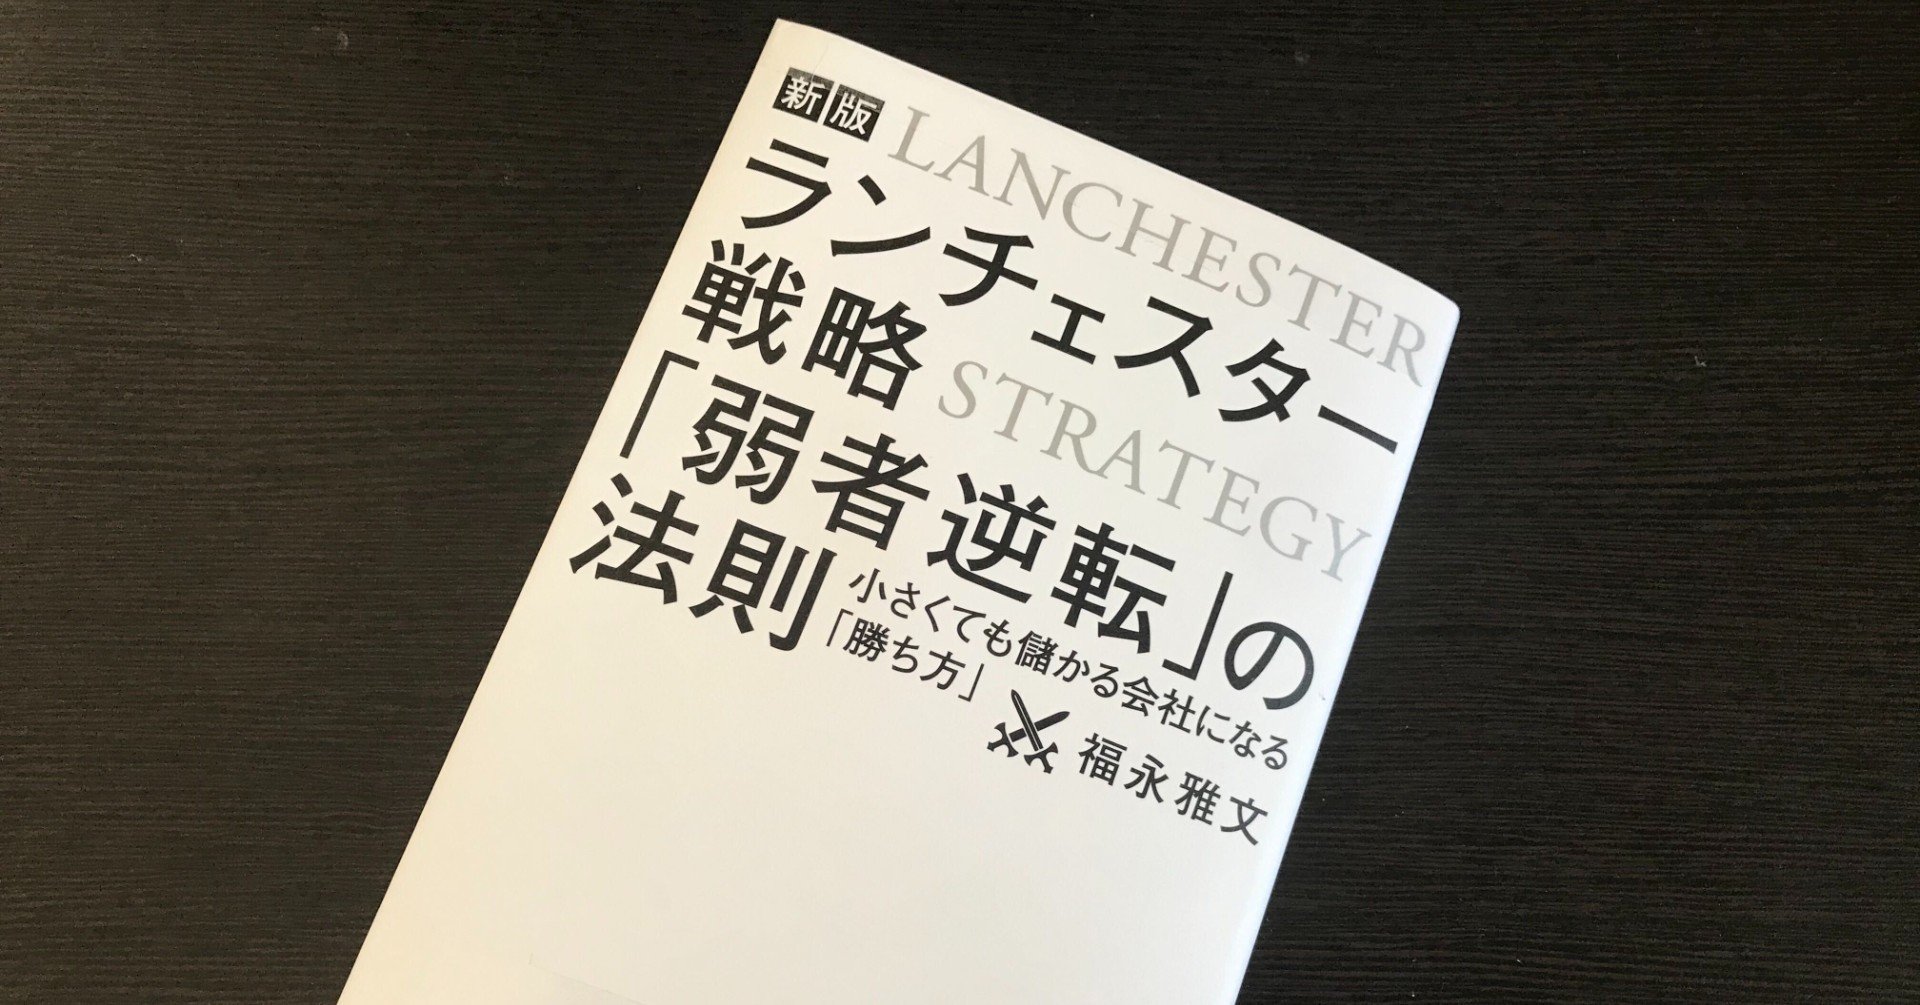 新版
LANCHESTER
ランチェスター
戦略
STRATEGY
「弱者逆転」の
法則
小さくても儲かる会社になる
「勝ち方」
福永雅文